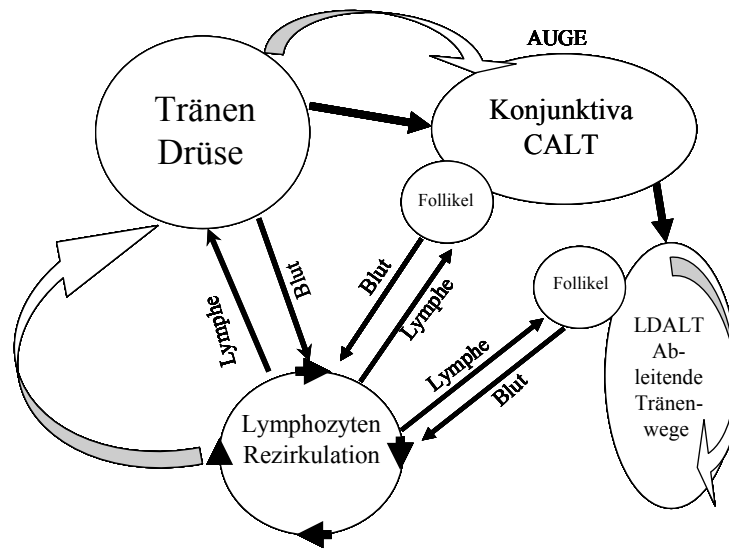 AUGE
Tränen
Drüse
Konjunktiva
CALT
Follikel
Blut
Lymphe
Blut
Lymphe
Follikel
Lymphe
Blut
LDALT
Ab-
leitende
Tränen-
wege
Lymphozyten
Rezirkulation